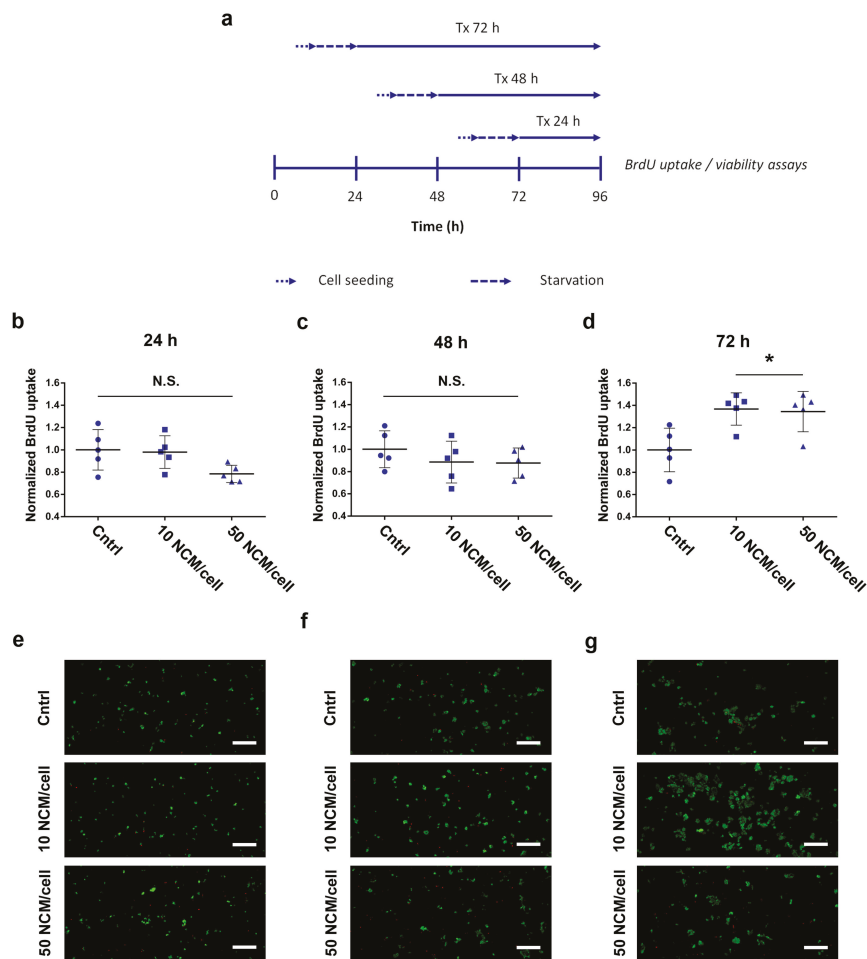 a
Tx 72 h
Tx 48 h
Tx 24 h
BrdU uptake / viability assays
0 24 48 72 96
Time (h)
Cell seeding Starvation
b
24 h
Normalized BrdU uptake
1.6
1.4
1.2
1.0
0.8
0.6
0.4
N.S.
Cntrl
10 NCM/cell
50 NCM/cell
c
48 h
Normalized BrdU uptake
1.6
1.4
1.2
1.0
0.8
0.6
0.4
N.S.
Cntrl
10 NCM/cell
50 NCM/cell
d
72 h
Normalized BrdU uptake
1.6
1.4
1.2
1.0
0.8
0.6
0.4
*
Cntrl
10 NCM/cell
50 NCM/cell
e
Cntrl
10 NCM/cell
50 NCM/cell
f
Cntrl
10 NCM/cell
50 NCM/cell
g
Cntrl
10 NCM/cell
50 NCM/cell